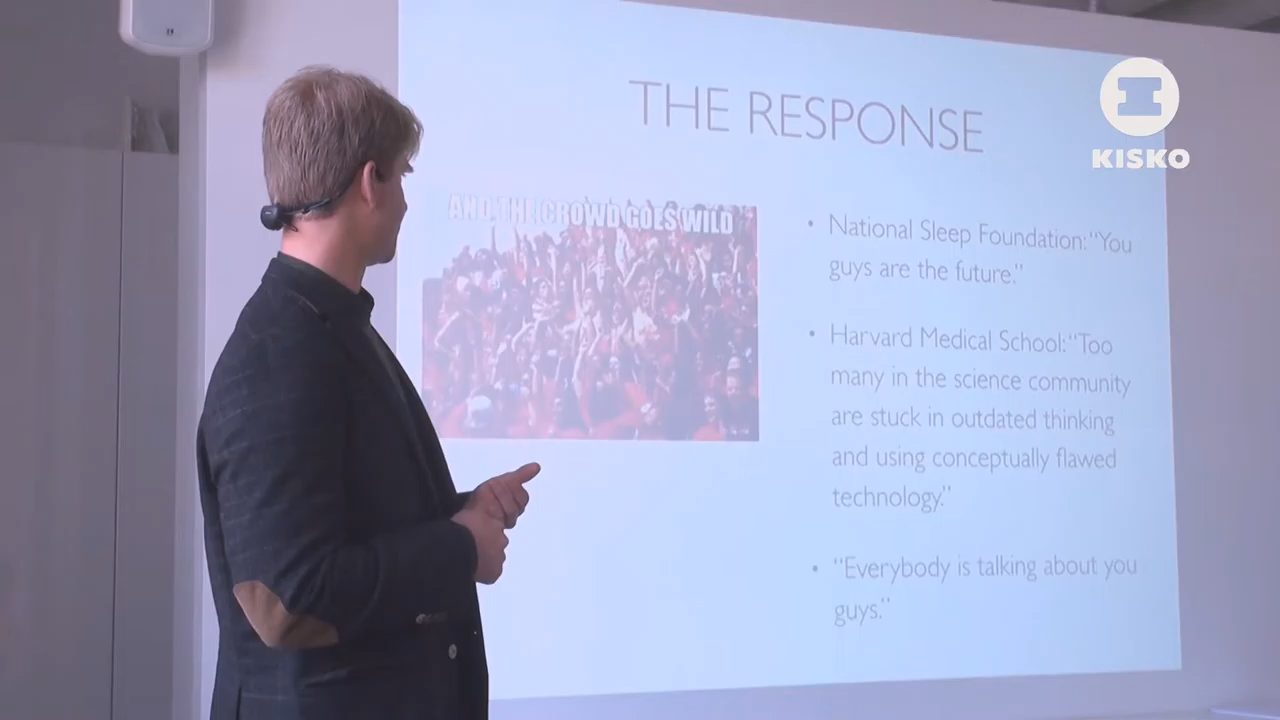 THE RESPONSE
KISKO
AND THE CROWD GOES WILD
• National Sleep Foundation: “You
guys are the future.”
• Harvard Medical School: “Too
many in the science community
are stuck in outdated thinking
and using conceptually flawed
technology.”
• “Everybody is talking about you
guys.”